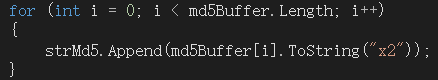 for (int i = 0; i < md5Buffer.Length; i++)
{
    strMd5.Append(md5Buffer[i].ToString("x2"));
}